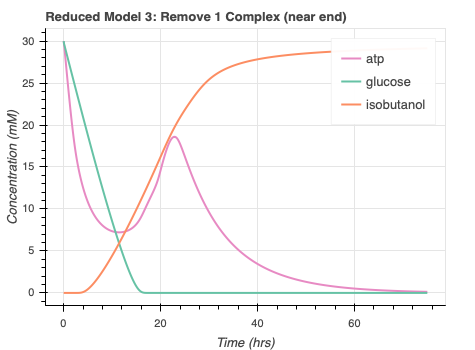 Reduced Model 3: Remove 1 Complex (near end)
atp
glucose
isobutanol
30
25
20
15
10
5
0
Concentration (mM)
0
20
40
60
Time (hrs)